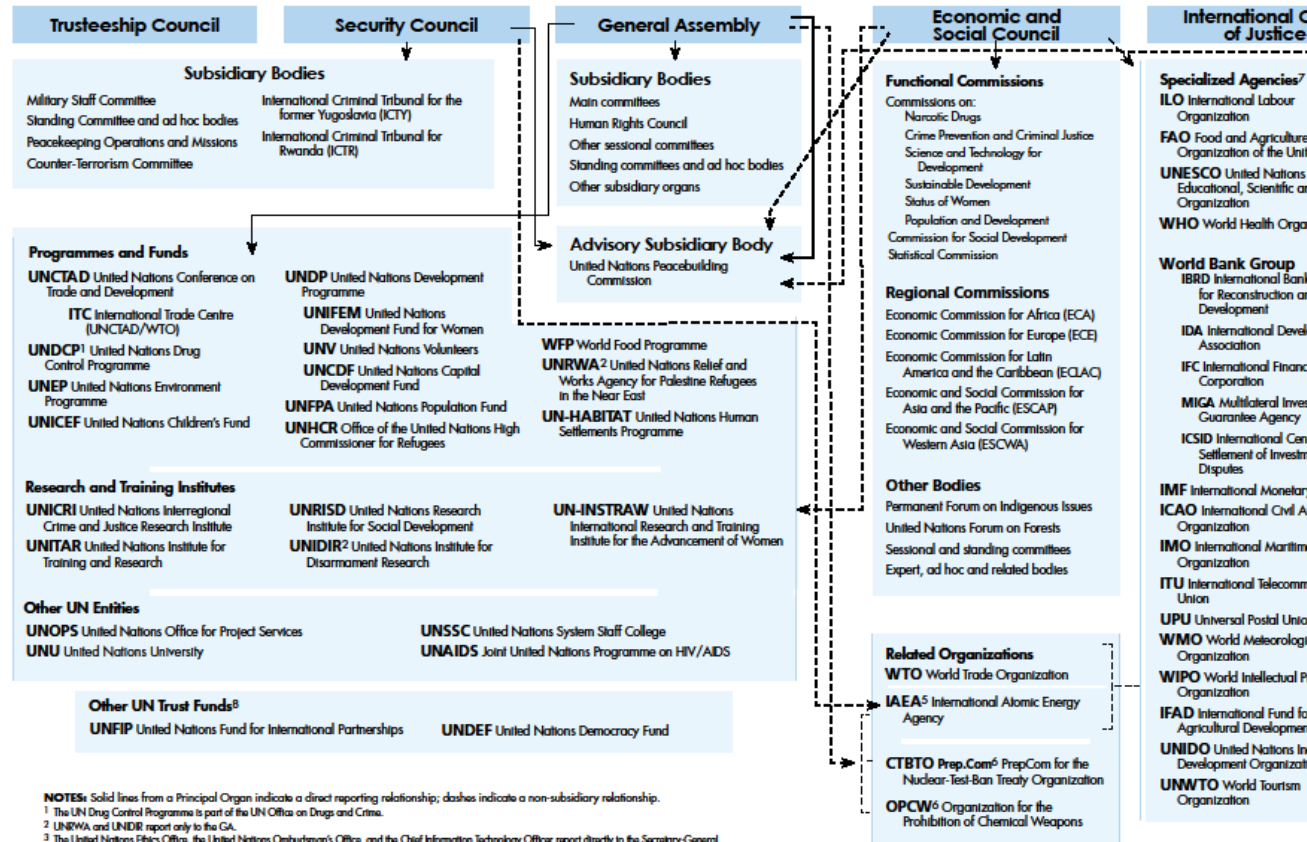 Trusteeship Council
Security Council
General Assembly
Economic and
Social Council
International
of Justice
Subsidiary Bodies
Military Staff Committee
Standing Committee and ad hoc bodies
Peacekeeping Operations and Missions
Counter-Terrorism Committee
International Criminal Tribunal for the
former Yugoslavia (ICTY)
International Criminal Tribunal for
Rwanda (ICTR)
Subsidiary Bodies
Main committees
Human Rights Council
Other sessional committees
Standing committees and ad hoc bodies
Other subsidiary organs
Advisory Subsidiary Body
United Nations Peacebuilding
Commission
Programmes and Funds
UNCTAD United Nations Conference on
Trade and Development
ITC International Trade Centre
(UNCTAD/WTO)
UNDCP1 United Nations Drug
Control Programme
UNEP United Nations Environment
Programme
UNICEF United Nations Children's Fund
UNDP United Nations Development
Programme
UNIFEM United Nations
Development Fund for Women
UNV United Nations Volunteers
UNCDF United Nations Capital
Development Fund
UNFPA United Nations Population Fund
UNHCR Office of the United Nations High
Commissioner for Refugees
WFP World Food Programme
UNRWA2 United Nations Relief and
Works Agency for Palestine Refugees
in the Near East
UN-HABITAT United Nations Human
Settlements Programme
Research and Training Institutes
UNICRI United Nations Interregional
Crime and Justice Research Institute
UNITAR United Nations Institute for
Training and Research
UNRISD United Nations Research
Institute for Social Development
UNIDIR2 United Nations Institute for
Disarmament Research
UN-INSTRAW United Nations
International Research and Training
Institute for the Advancement of Women
Other UN Entities
UNOPS United Nations Office for Project Services
UNU United Nations University
UNSSC United Nations System Staff College
UNAIDS Joint United Nations Programme on HIV/AIDS
Other UN Trust Funds8
UNFIP United Nations Fund for International Partnerships
UNDEF United Nations Democracy Fund
Functional Commissions
Commissions on:
Narcotic Drugs
Crime Prevention and Criminal Justice
Science and Technology for
Development
Sustainable Development
Status of Women
Population and Development
Commission for Social Development
Statistical Commission
Regional Commissions
Economic Commission for Africa (ECA)
Economic Commission for Europe (ECE)
Economic Commission for Latin
America and the Caribbean (ECLAC)
Economic and Social Commission for
Asia and the Pacific (ESCAP)
Economic and Social Commission for
Western Asia (ESCWA)
Other Bodies
Permanent Forum on Indigenous Issues
United Nations Forum on Forests
Sessional and standing committees
Expert, ad hoc and related bodies
Related Organizations
WTO World Trade Organization
IAEA5 International Atomic Energy
Agency
CTBTO Prep.Com6 PrepCom for the
Nuclear-Test-Ban Treaty Organization
OPCW6 Organization for the
Prohibition of Chemical Weapons
Specialized Agencies7
ILO International Labour
Organization
FAO Food and Agriculture
Organization of the
UNESCO United Nations
Educational, Scientific
Organization
WHO World Health
World Bank Group
IBRD International Bank
for Reconstruction
Development
IDA International
Association
IFC International
Corporation
MIGA Multilateral
Guarantee Agency
ICSID International
Settlement of
Disputes
IMF International Monetary
ICAO International Civil
Organization
IMO International
Organization
ITU International
Union
UPU Universal Postal
WMO World
Organization
WIPO World Intellectual
Organization
IFAD International Fund
Agricultural
UNIDO United Nations
Development
UNWTO World Tourism
Organization
NOTES: Solid lines from a Principal Organ indicate a direct reporting relationship; dashes indicate a non-subsidiary relationship.
1 The UN Drug Control Programme is part of the UN Office on Drugs and Crime.
2 UNRWA and UNIDIR report only to the GA.
3 The United Nations Ethics Office, the United Nations Ombudsman's Office, and the Chief Information Technology Officer report directly to the Secretary-General